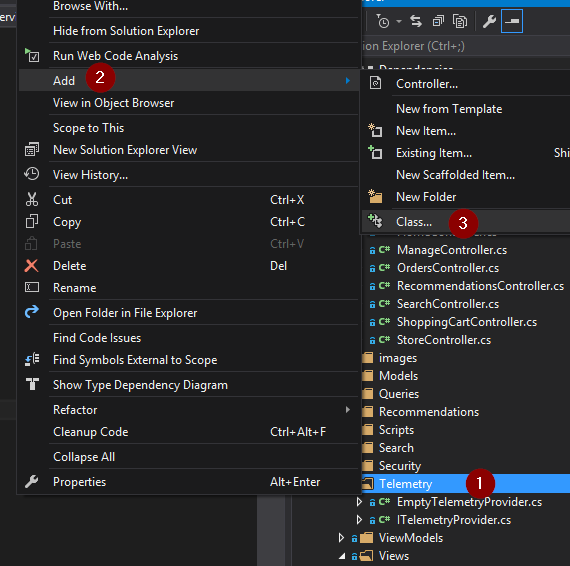 erv
Browse With...
Hide from Solution Explorer
Run Web Code Analysis
Add 2
View in Object Browser
Scope to This
New Solution Explorer View
View History...
Cut Ctrl+X
Copy Ctrl+C
Paste Ctrl+V
Delete Del
Rename
Open Folder in File Explorer
Find Code Issues
Find Symbols External to Scope
Show Type Dependency Diagram
Refactor
Cleanup Code Ctrl+Alt+F
Collapse All
Properties Alt+Enter
ion Explorer (Ctrl+;)
Dependencies
Controller...
New from Template
New Item...
Existing Item... Shi
New Scaffolded Item...
New Folder
Class... 3
C# ManageController.cs
C# OrdersController.cs
C# RecommendationsController.cs
C# SearchController.cs
C# ShoppingCartController.cs
C# StoreController.cs
images
Models
Queries
Recommendations
Scripts
Search
Security
Telemetry 1
C# EmptyTelemetryProvider.cs
C# ITelemetryProvider.cs
ViewModels
Views